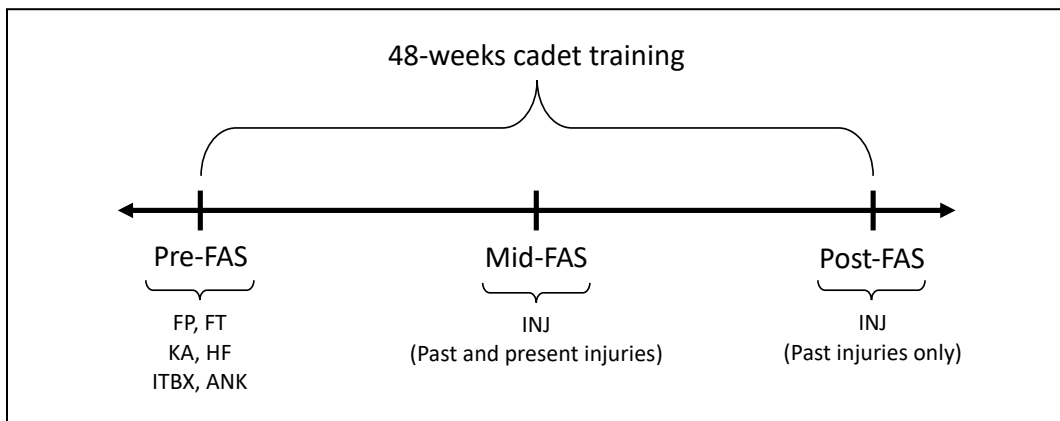 48-weeks cadet training
Pre-FAS
Mid-FAS
Post-FAS
FP, FT
KA, HF
ITBX, ANK
INJ
(Past and present injuries)
INJ
(Past injuries only)